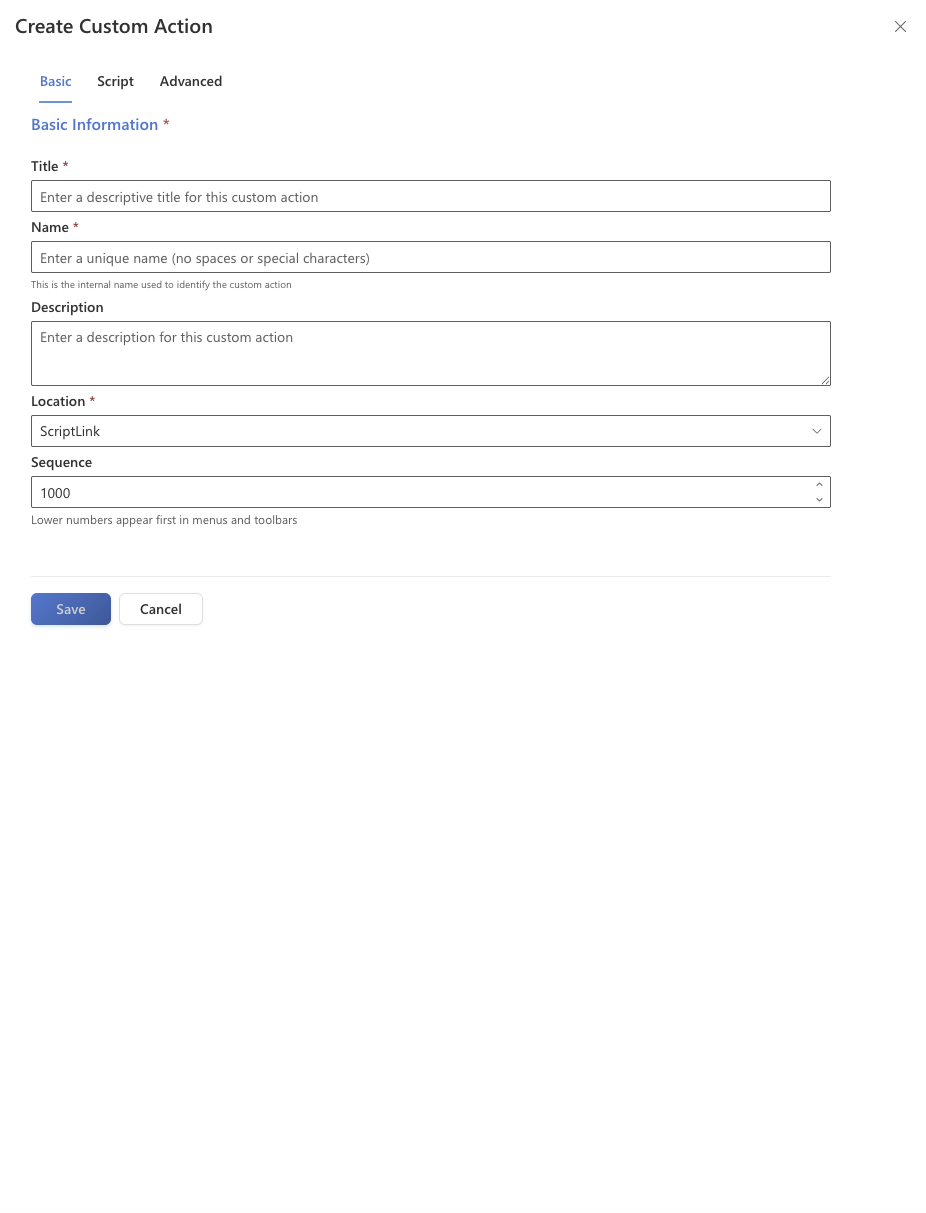 Create Custom Action
Basic Script Advanced
Basic Information *
Title *
Enter a descriptive title for this custom action
Name *
Enter a unique name (no spaces or special characters)
This is the internal name used to identify the custom action
Description
Enter a description for this custom action
Location *
ScriptLink
Sequence
1000
Lower numbers appear first in menus and toolbars
Save Cancel